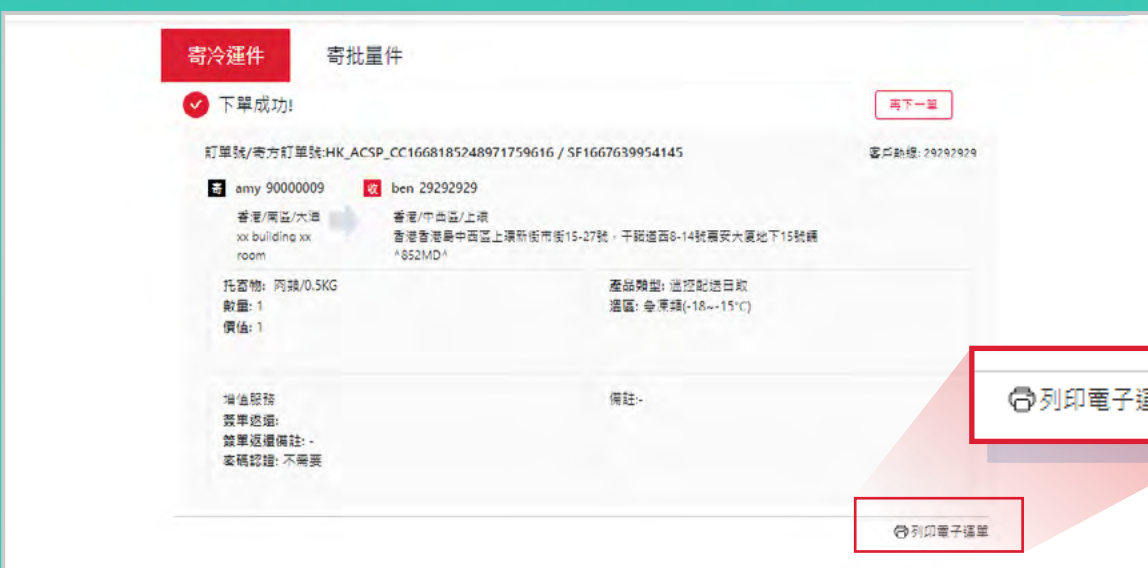 寄冷運件
寄批量件
下單成功!
再下一單
訂單號/寄方訂單號:HK_ACSP_CC1668185248971759616 / SF1667639954145
客戶熱線: 29292929
寄 amy 90000009
收 ben 29292929
香港/南區/大潭
xx building xx
room
香港/中西區/上環
香港香港島中西區上環新街市街15-27號,干諾道西8-14號嘉安大廈地下15號舖
^852MD^
托寄物: 肉類/0.5KG
數量: 1
價值: 1
產品類型: 溫控配送日取
溫區: 急凍類(-18~-15°C)
增值服務
簽單返還:
簽單返還備註: -
密碼認證: 不需要
備註:-
列印電子運
列印電子運單